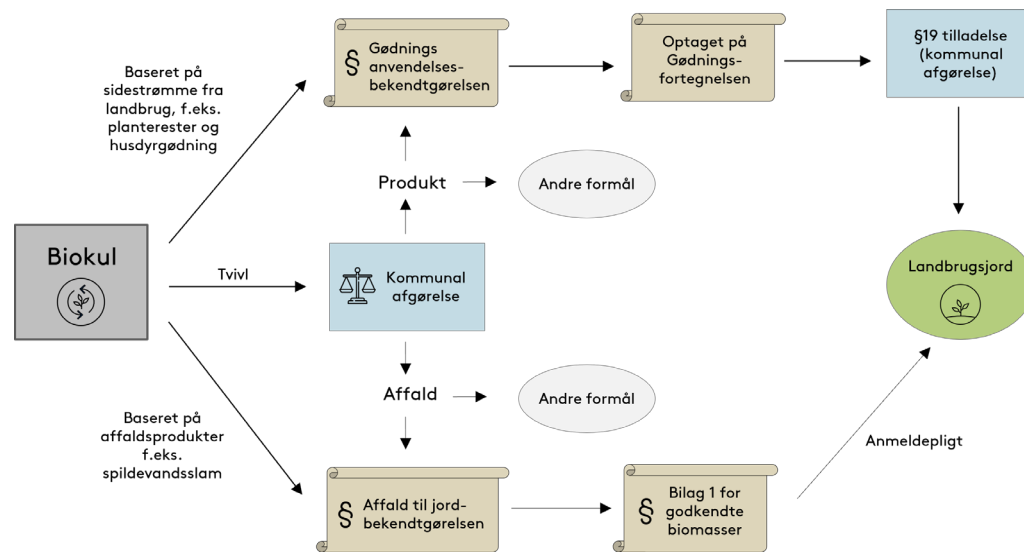 Baseret på
sidestrømme fra
landbrug, f.eks.
planterester og
husdyrgødning
§ Gødnings
anvendelses-
bekendtgørelsen
Optaget på
Gødnings-
fortegnelsen
§19 tilladelse
(kommunal
afgørelse)
Produkt
Andre formål
Biokul
Tvivl
Kommunal
afgørelse
Landbrugsjord
Affald
Andre formål
Baseret på
affaldsprodukter
f.eks.
spildevandsslam
Anmeldepligt
§ Affald til jord-
bekendtgørelsen
§ Bilag 1 for
godkendte
biomasser